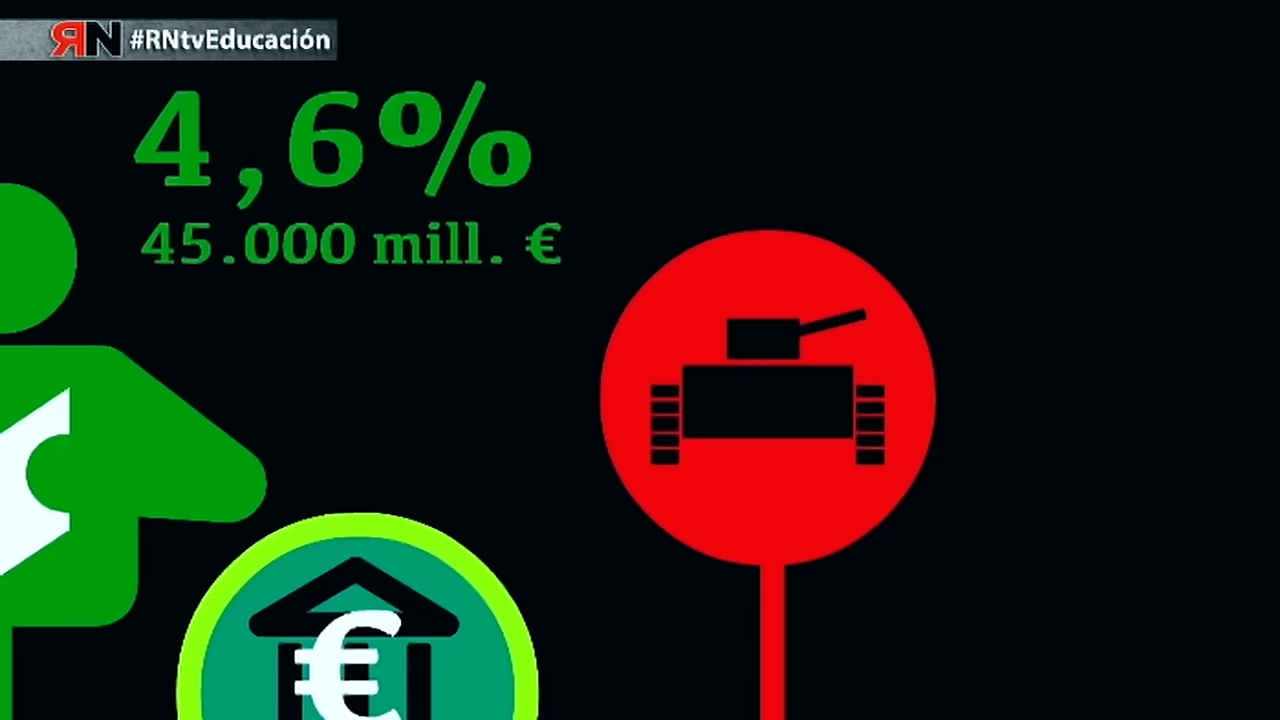 RN #RNtvEducación
4,6%
45.000 mill. €
€